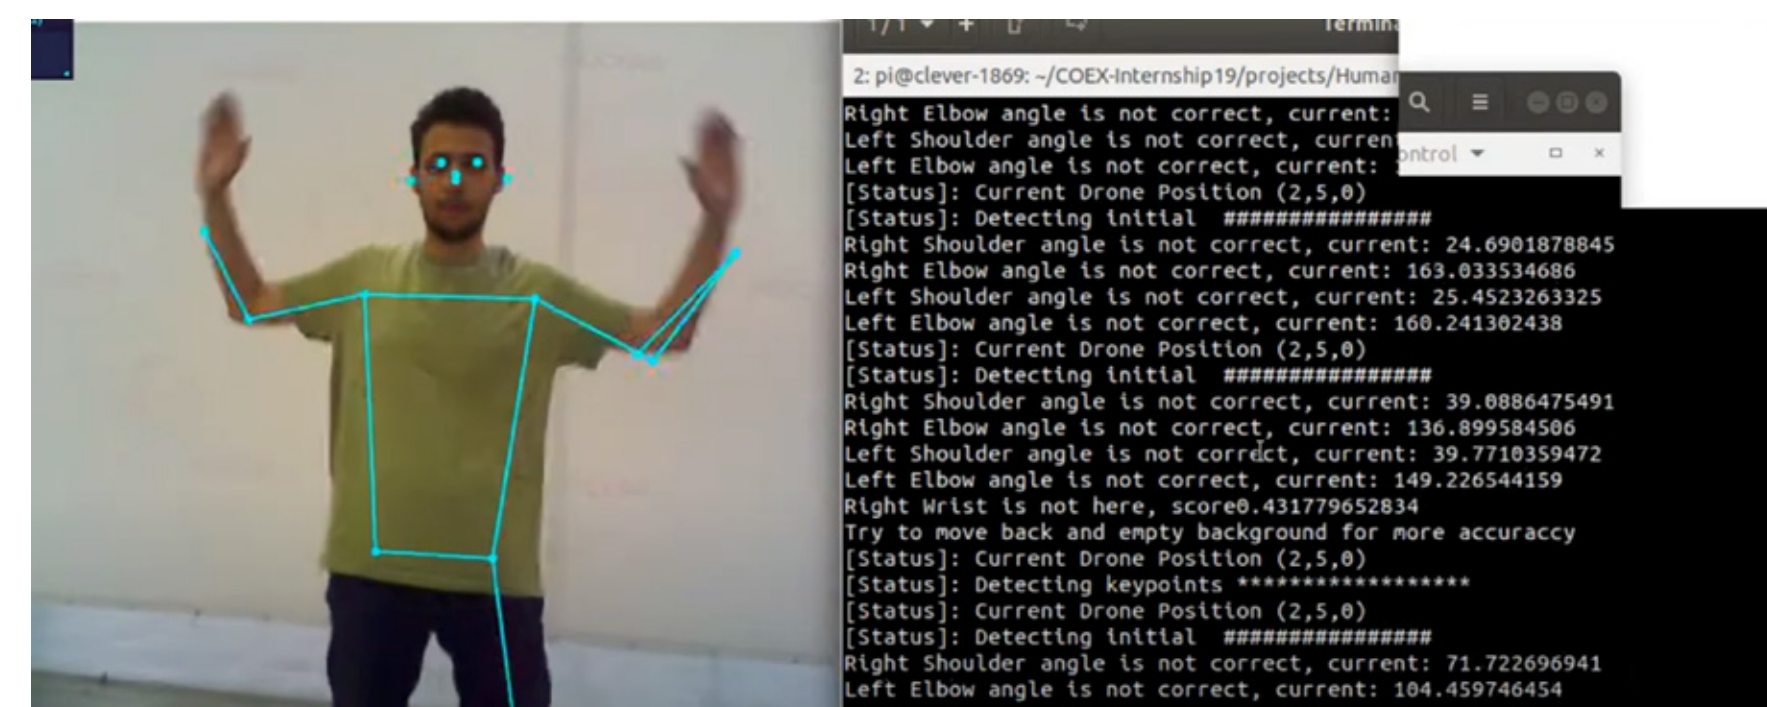 1/1
Termin
2: pi@clever-1869: ~/COEX-Internship19/projects/Human
ontrol
Right Elbow angle is not correct, current:
Left Shoulder angle is not correct, curren
Left Elbow angle is not correct, current:
[Status]: Current Drone Position (2,5,0)
[Status]: Detecting initial  ################
Right Shoulder angle is not correct, current: 24.6901878845
Right Elbow angle is not correct, current: 163.033534686
Left Shoulder angle is not correct, current: 25.4523263325
Left Elbow angle is not correct, current: 160.241302438
[Status]: Current Drone Position (2,5,0)
[Status]: Detecting initial  ################
Right Shoulder angle is not correct, current: 39.0886475491
Right Elbow angle is not correct, current: 136.899584506
Left Shoulder angle is not correct, current: 39.7710359472
Left Elbow angle is not correct, current: 149.226544159
Right Wrist is not here, score0.431779652834
Try to move back and empty background for more accuraccy
[Status]: Current Drone Position (2,5,0)
[Status]: Detecting keypoints ******************
[Status]: Current Drone Position (2,5,0)
[Status]: Detecting initial  ################
Right Shoulder angle is not correct, current: 71.722696941
Left Elbow angle is not correct, current: 104.459746454